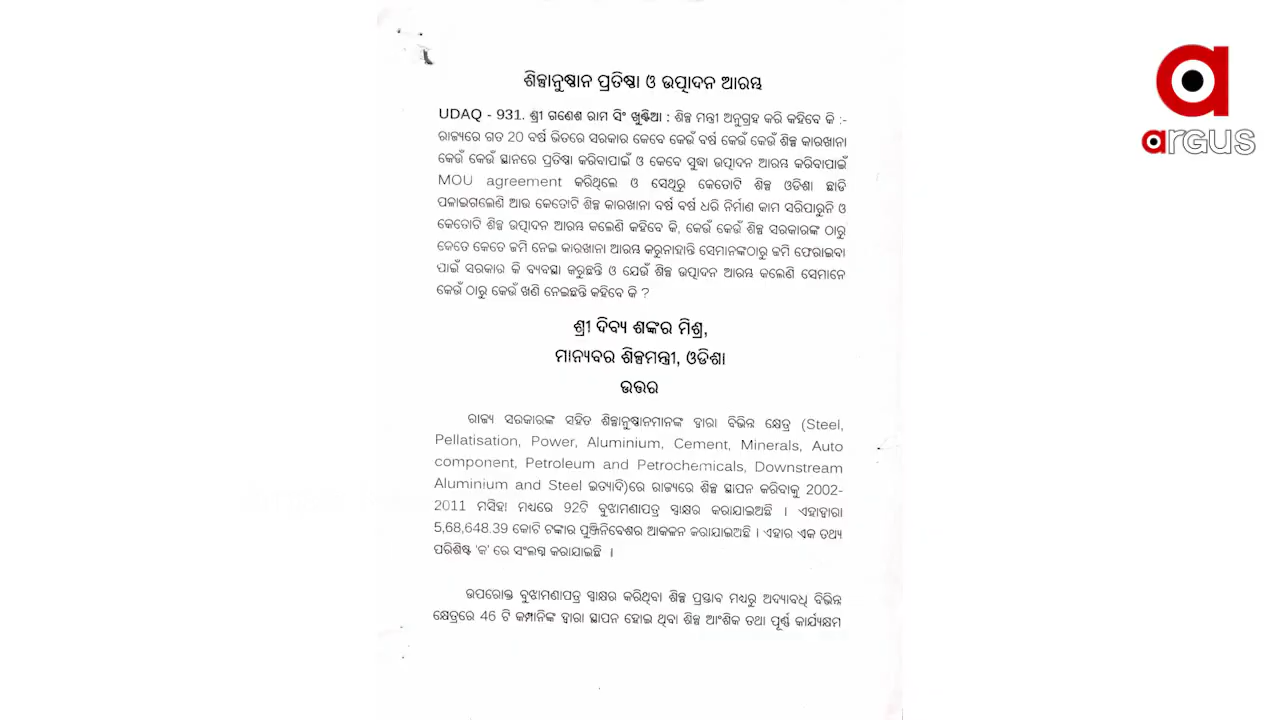 ଶିଳ୍ପାନୁଷ୍ଠାନ ପ୍ରତିଷ୍ଠା ଓ ଉତ୍ପାଦନ ଆରମ୍ଭ
UDAQ - 931. ଶ୍ରୀ ଗଣେଶ ରାମ ସିଂ ଖୁଣ୍ଟିଆ : ଶିଳ୍ପ ମନ୍ତ୍ରୀ ଅନୁଗ୍ରହ କରି କହିବେ କି :-
ରାଜ୍ୟରେ ଗତ 20 ବର୍ଷ ଭିତରେ ସରକାର କେବେ କେଉଁ ବର୍ଷ କେଉଁ କେଉଁ ଶିଳ୍ପ କାରଖାନା
କେଉଁ କେଉଁ ସ୍ଥାନରେ ପ୍ରତିଷ୍ଠା କରିବାପାଇଁ ଓ କେବେ ସୁଦ୍ଧା ଉତ୍ପାଦନ ଆରମ୍ଭ କରିବାପାଇଁ
MOU agreement କରିଥିଲେ ଓ ସେଥିରୁ କେତୋଟି ଶିଳ୍ପ ଓଡିଶା ଛାଡି
ପଳାଇଗଲେଣି ଆଉ କେତୋଟି ଶିଳ୍ପ କାରଖାନା ବର୍ଷ ବର୍ଷ ଧରି ନିର୍ମାଣ କାମ ସରିପାରୁନି ଓ
କେତୋଟି ଶିଳ୍ପ ଉତ୍ପାଦନ ଆରମ୍ଭ କଲେଣି କହିବେ କି, କେଉଁ କେଉଁ ଶିଳ୍ପ ସରକାରଙ୍କ ଠାରୁ
କେତେ କେତେ ଜମି ନେଇ କାରଖାନା ଆରମ୍ଭ କରୁନାହାନ୍ତି ସେମାନଙ୍କଠାରୁ ଜମି ଫେରାଇବା
ପାଇଁ ସରକାର କି ବ୍ୟବସ୍ଥା କରୁଛନ୍ତି ଓ ଯେଉଁ ଶିଳ୍ପ ଉତ୍ପାଦନ ଆରମ୍ଭ କଲେଣି ସେମାନେ
କେଉଁ ଠାରୁ କେଉଁ ଖଣି ନେଇଛନ୍ତି କହିବେ କି ?
ଶ୍ରୀ ଦିବ୍ୟ ଶଙ୍କର ମିଶ୍ର,
ମାନ୍ୟବର ଶିଳ୍ପମନ୍ତ୍ରୀ, ଓଡିଶା
ଉତ୍ତର
ରାଜ୍ୟ ସରକାରଙ୍କ ସହିତ ଶିଳ୍ପାନୁଷ୍ଠାନମାନଙ୍କ ଦ୍ୱାରା ବିଭିନ୍ନ କ୍ଷେତ୍ର (Steel,
Pellatisation, Power, Aluminium, Cement, Minerals, Auto
component, Petroleum and Petrochemicals, Downstream
Aluminium and Steel ଇତ୍ୟାଦି)ରେ ରାଜ୍ୟରେ ଶିଳ୍ପ ସ୍ଥାପନ କରିବାକୁ 2002-
2011 ମସିହା ମଧ୍ୟରେ 92ଟି ବୁଝାମଣାପତ୍ର ସ୍ୱାକ୍ଷର କରାଯାଇଅଛି । ଏହାଦ୍ୱାରା
5,68,648.39 କୋଟି ଟଙ୍କାର ପୁଞ୍ଜିନିବେଶର ଆକଳନ କରାଯାଇଅଛି । ଏହାର ଏକ ତଥ୍ୟ
ପରିଶିଷ୍ଟ 'କ' ରେ ସଂଲଗ୍ନ କରାଯାଇଛି ।
ଉପରୋକ୍ତ ବୁଝାମଣାପତ୍ର ସ୍ୱାକ୍ଷର କରିଥିବା ଶିଳ୍ପ ପ୍ରସ୍ତାବ ମଧ୍ୟରୁ ଅଦ୍ୟାବଧି ବିଭିନ୍ନ
କ୍ଷେତ୍ରରେ 46 ଟି କମ୍ପାନିଙ୍କ ଦ୍ୱାରା ସ୍ଥାପନ ହୋଇ ଥିବା ଶିଳ୍ପ ଆଂଶିକ ତଥା ପୂର୍ଣ୍ଣ କାର୍ଯ୍ୟକ୍ଷମ
argus